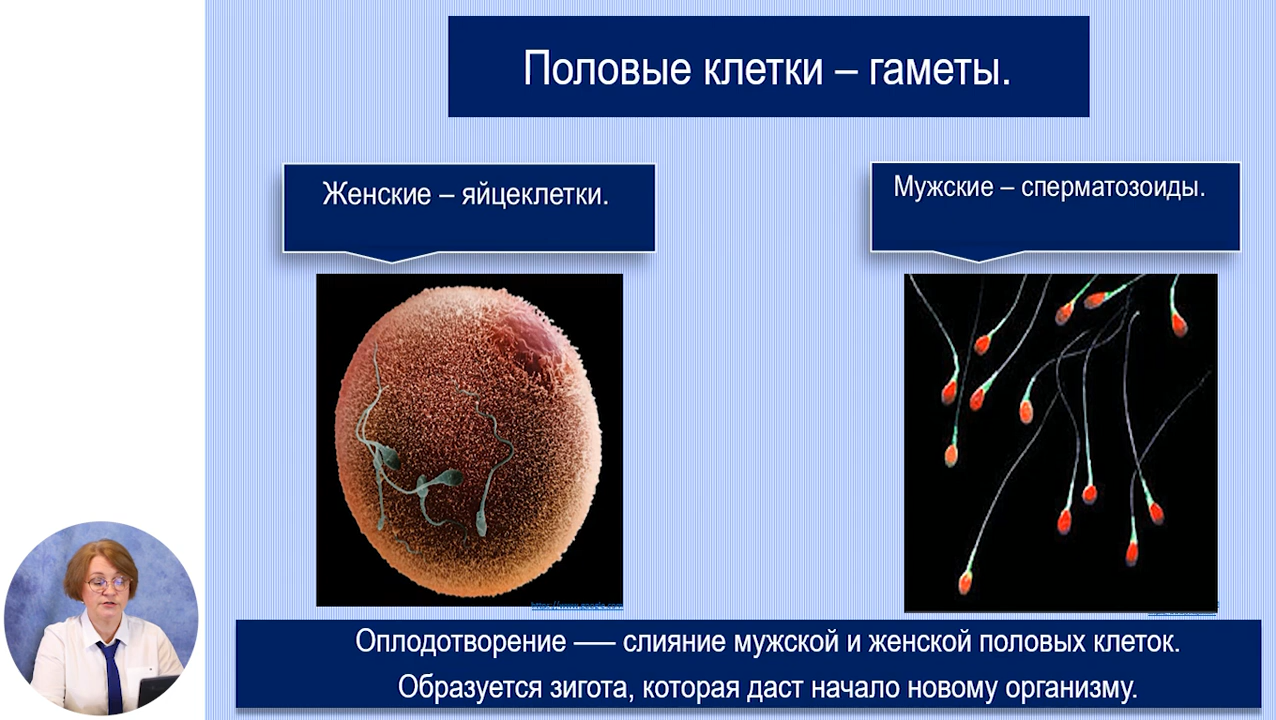 Половые клетки – гаметы.
Женские – яйцеклетки.
Мужские – сперматозоиды.
Оплодотворение –— слияние мужской и женской половых клеток.
Образуется зигота, которая даст начало новому организму.